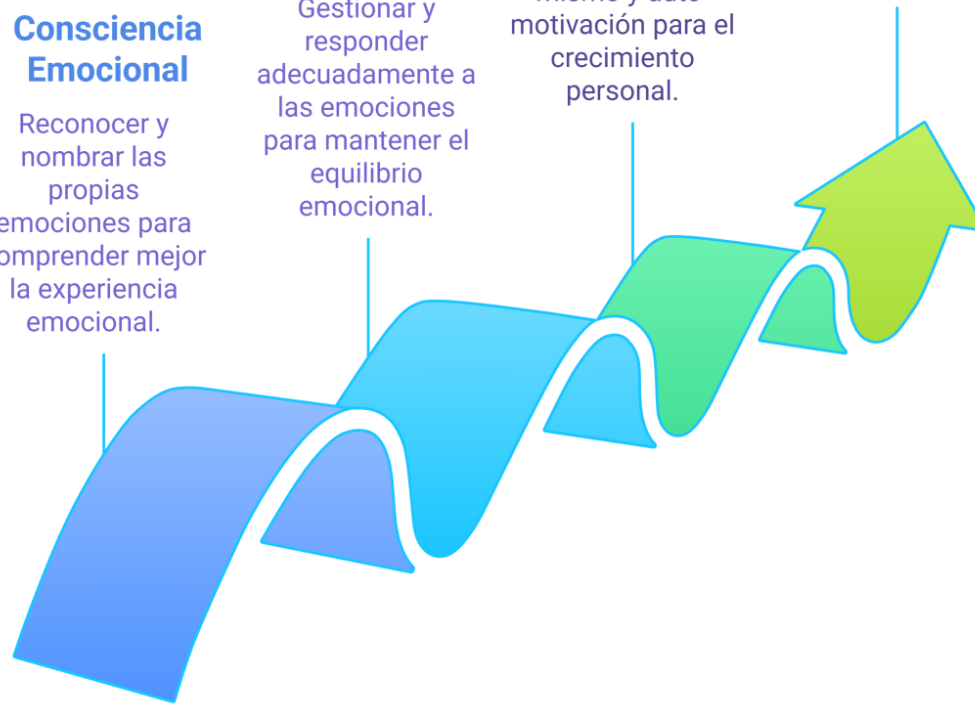 Consciencia
Emocional
Reconocer y
nombrar las
propias
emociones para
comprender mejor
la experiencia
emocional.
Gestionar y
responder
adecuadamente a
las emociones
para mantener el
equilibrio
emocional.
motivación para el
crecimiento
personal.